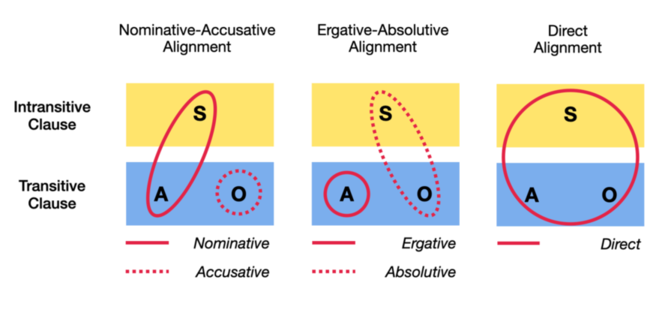 Nominative-Accusative
Alignment
Ergative-Absolutive
Alignment
Direct
Alignment
Intransitive
Clause
S
S
S
Transitive
Clause
A O
A O
A O
Nominative
Accusative
Ergative
Absolutive
Direct